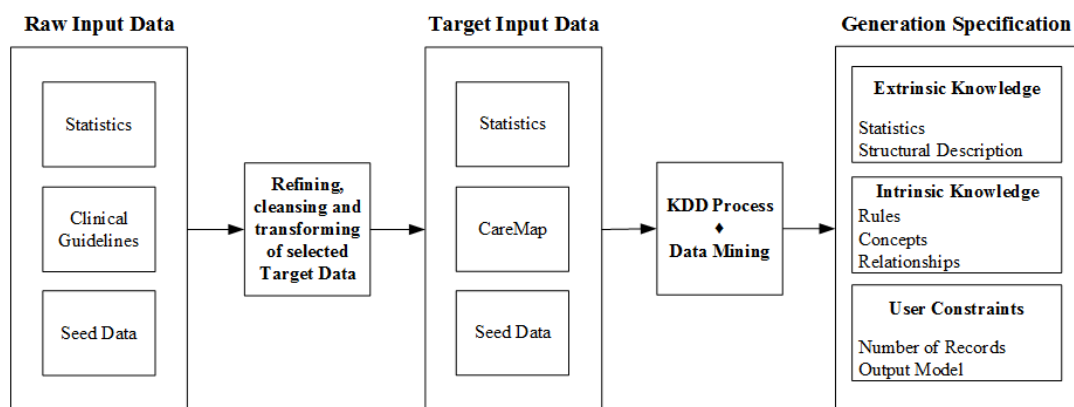 Raw Input Data
Statistics
Clinical
Guidelines
Seed Data
Refining,
cleansing and
transforming
of selected
Target Data
Target Input Data
Statistics
CareMap
Seed Data
KDD Process
♦
Data Mining
Generation Specification
Extrinsic Knowledge
Statistics
Structural Description
Intrinsic Knowledge
Rules
Concepts
Relationships
User Constraints
Number of Records
Output Model